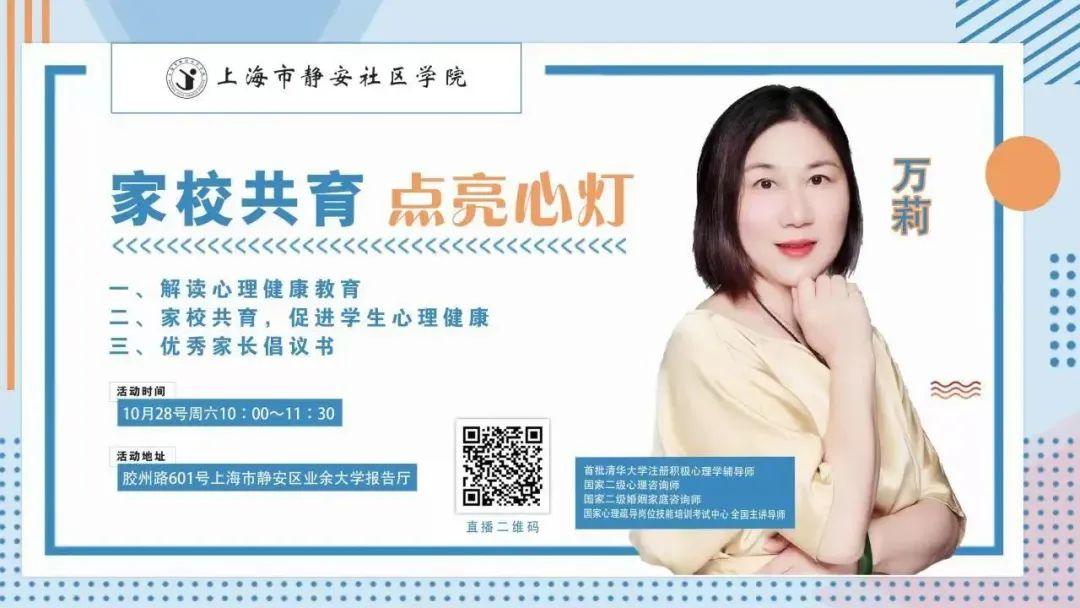 上海市静安社区学院
家校共育 点亮心灯
一、解读心理健康教育
二、家校共育，促进学生心理健康
三、优秀家长倡议书
活动时间
10月28号周六10：00～11：30
活动地址
胶州路601号上海市静安区业余大学报告厅
直播二维码
万莉
首批清华大学注册积极心理学辅导师
国家二级心理咨询师
国家二级婚姻家庭咨询师
国家心理疏导岗位技能培训考试中心 全国主讲导师